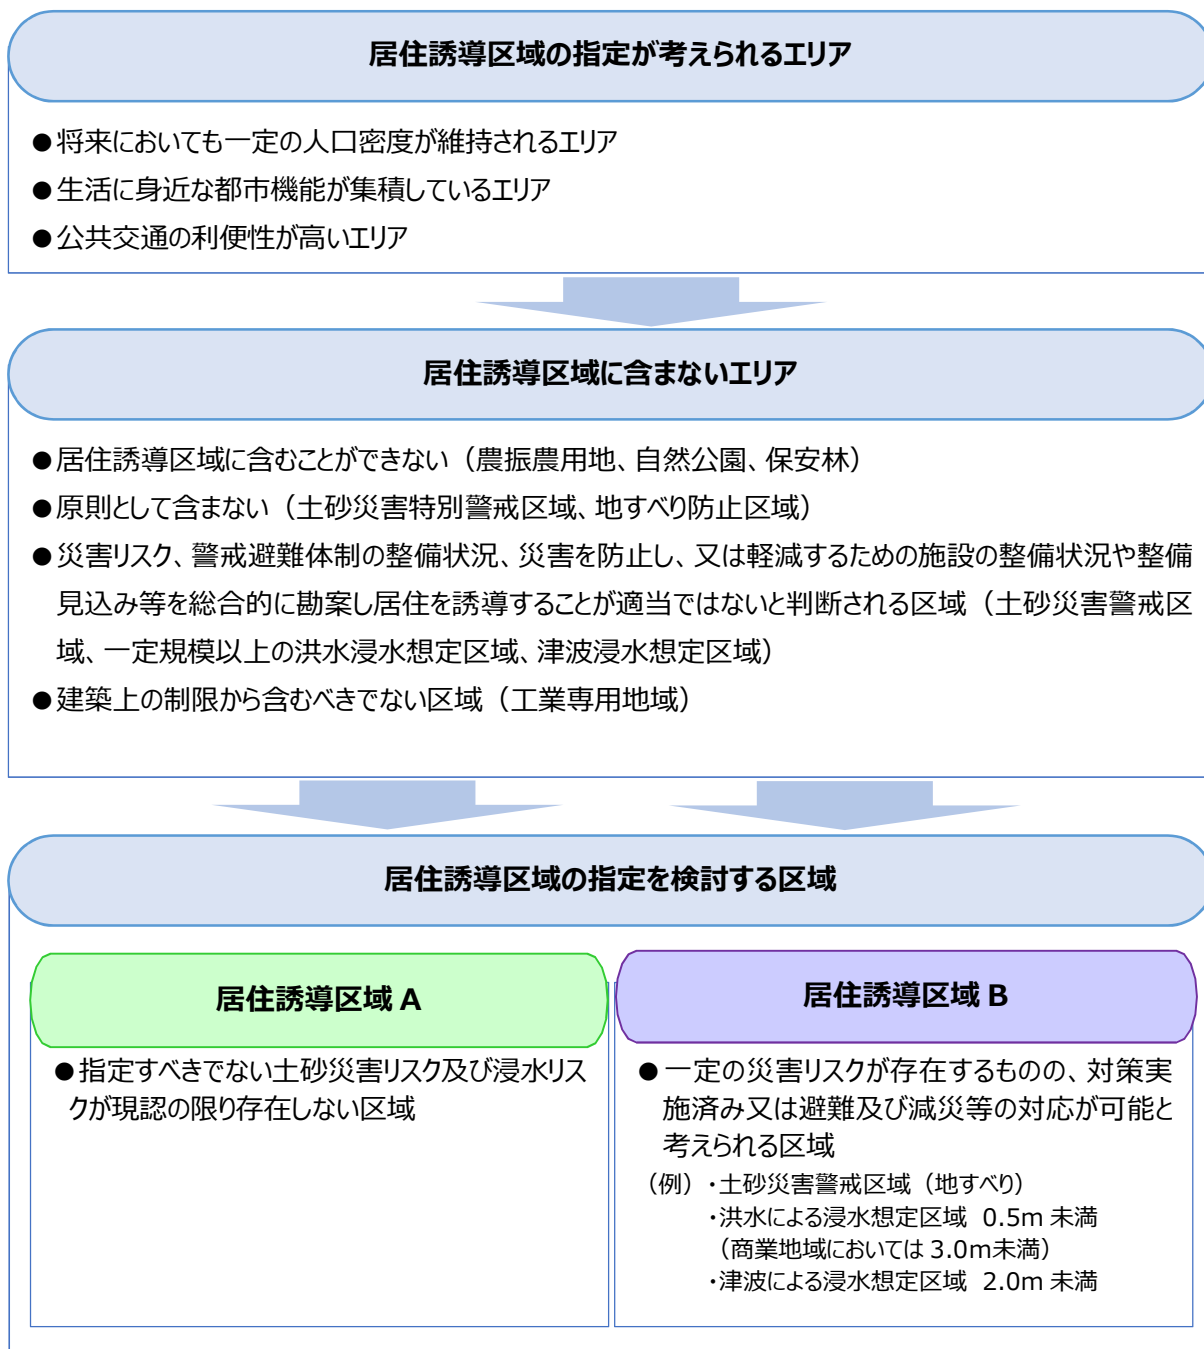 居住誘導区域の指定が考えられるエリア
●将来においても一定の人口密度が維持されるエリア
●生活に身近な都市機能が集積しているエリア
●公共交通の利便性が高いエリア
居住誘導区域に含まないエリア
●居住誘導区域に含むことができない（農振農用地、自然公園、保安林）
●原則として含まない（土砂災害特別警戒区域、地すべり防止区域）
●災害リスク、警戒避難体制の整備状況、災害を防止し、又は軽減するための施設の整備状況や整備
見込み等を総合的に勘案し居住を誘導することが適当ではないと判断される区域（土砂災害警戒区
域、一定規模以上の洪水浸水想定区域、津波浸水想定区域）
●建築上の制限から含むべきでない区域（工業専用地域）
居住誘導区域の指定を検討する区域
居住誘導区域 A
●指定すべきでない土砂災害リスク及び浸水リス
クが現認の限り存在しない区域
居住誘導区域 B
●一定の災害リスクが存在するものの、対策実
施済み又は避難及び減災等の対応が可能と
考えられる区域
（例）・土砂災害警戒区域（地すべり）
・洪水による浸水想定区域 0.5m 未満
（商業地域においては 3.0m未満）
・津波による浸水想定区域 2.0m 未満